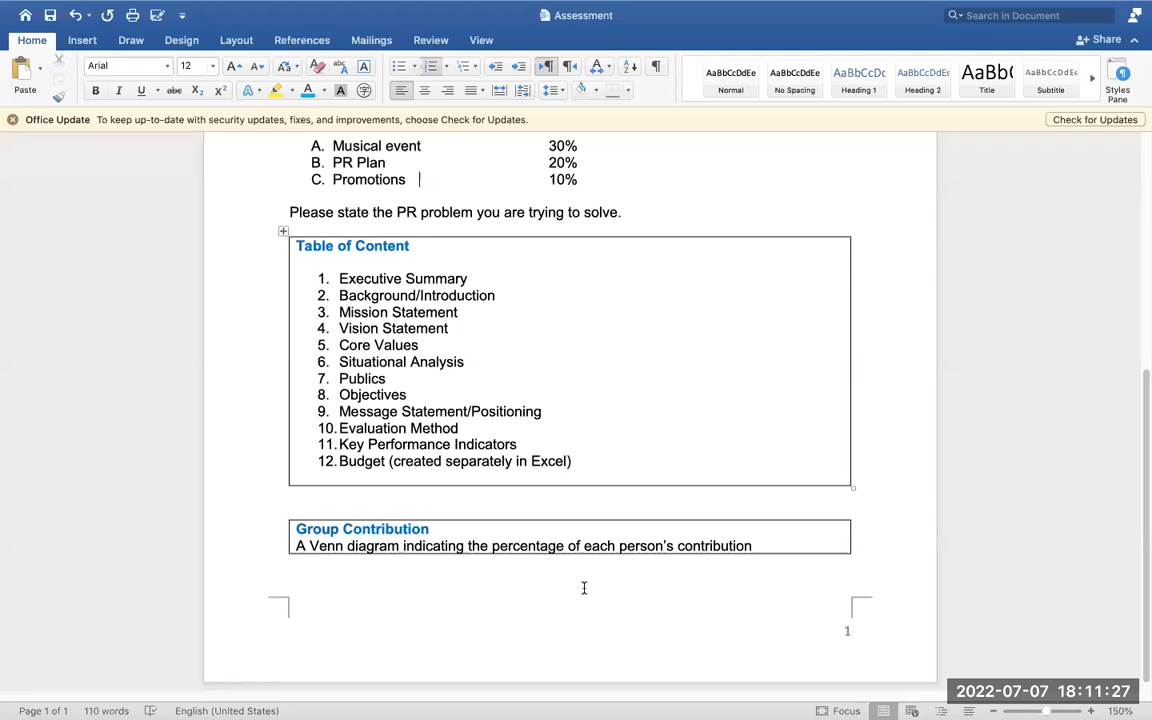 Assessment
Search in Document
Home Insert Draw Design Layout References Mailings Review View
Share
Arial 12
Paste
AaBbCcDdEe AaBbCcDdEe AaBbCcDc AaBbCcDdEe AaBb( AaBbCcDdEe
Normal No Spacing Heading 1 Heading 2 Title Subtitle
Styles Pane
Office Update To keep up-to-date with security updates, fixes, and improvements, choose Check for Updates. Check for Updates
A. Musical event 30%
B. PR Plan 20%
C. Promotions 10%
Please state the PR problem you are trying to solve.
Table of Content
1. Executive Summary
2. Background/Introduction
3. Mission Statement
4. Vision Statement
5. Core Values
6. Situational Analysis
7. Publics
8. Objectives
9. Message Statement/Positioning
10. Evaluation Method
11. Key Performance Indicators
12. Budget (created separately in Excel)
Group Contribution
A Venn diagram indicating the percentage of each person's contribution
1
2022-07-07 18:11:27
Page 1 of 1 110 words English (United States) Focus 150%